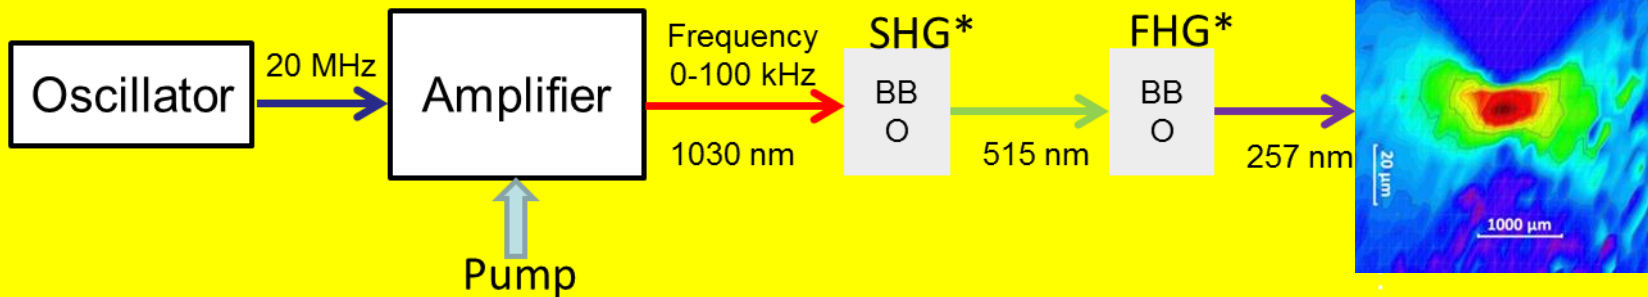 Oscillator
20 MHz
Amplifier
Pump
Frequency
0-100 kHz
1030 nm
SHG*
BB
O
515 nm
FHG*
BB
O
257 nm
20 µm
1000 µm